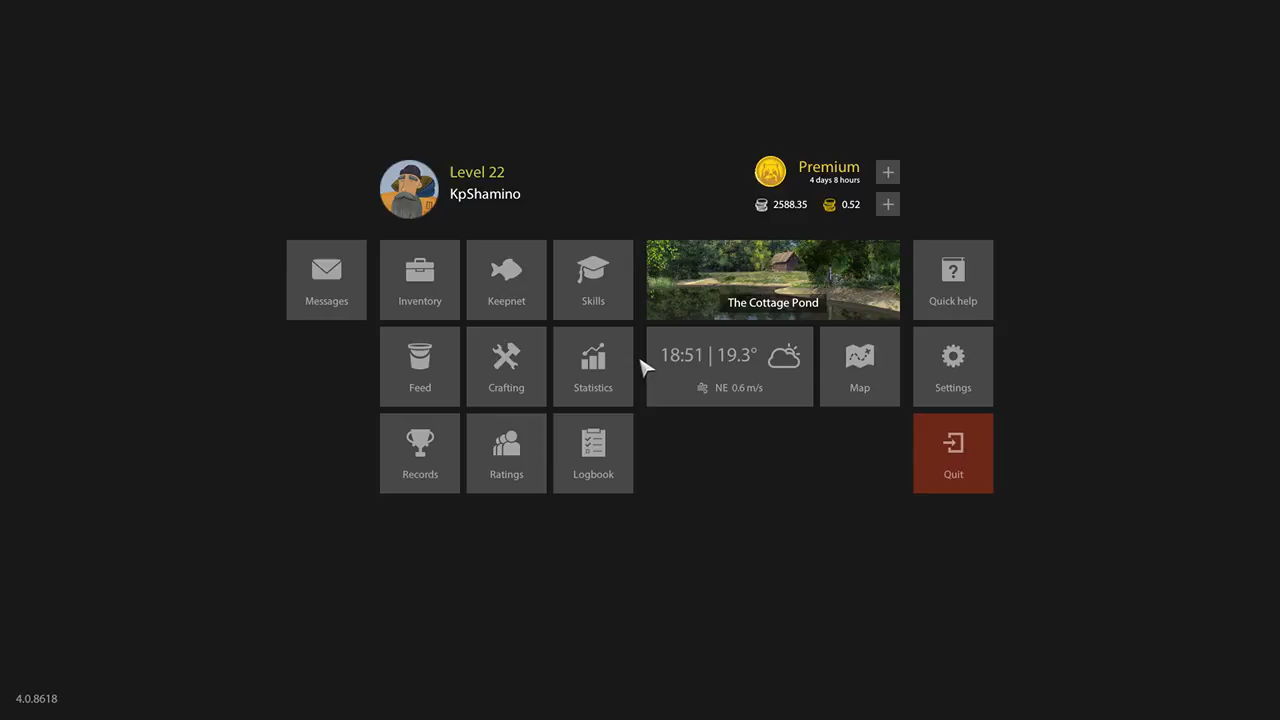 Level 22
KpShamino
Premium
4 days 8 hours
2588.35
0.52
Messages
Inventory
Keepnet
Skills
The Cottage Pond
Quick help
Feed
Crafting
Statistics
18:51 | 19.3°
NE 0.6 m/s
Map
Settings
Records
Ratings
Logbook
Quit
4.0.8618